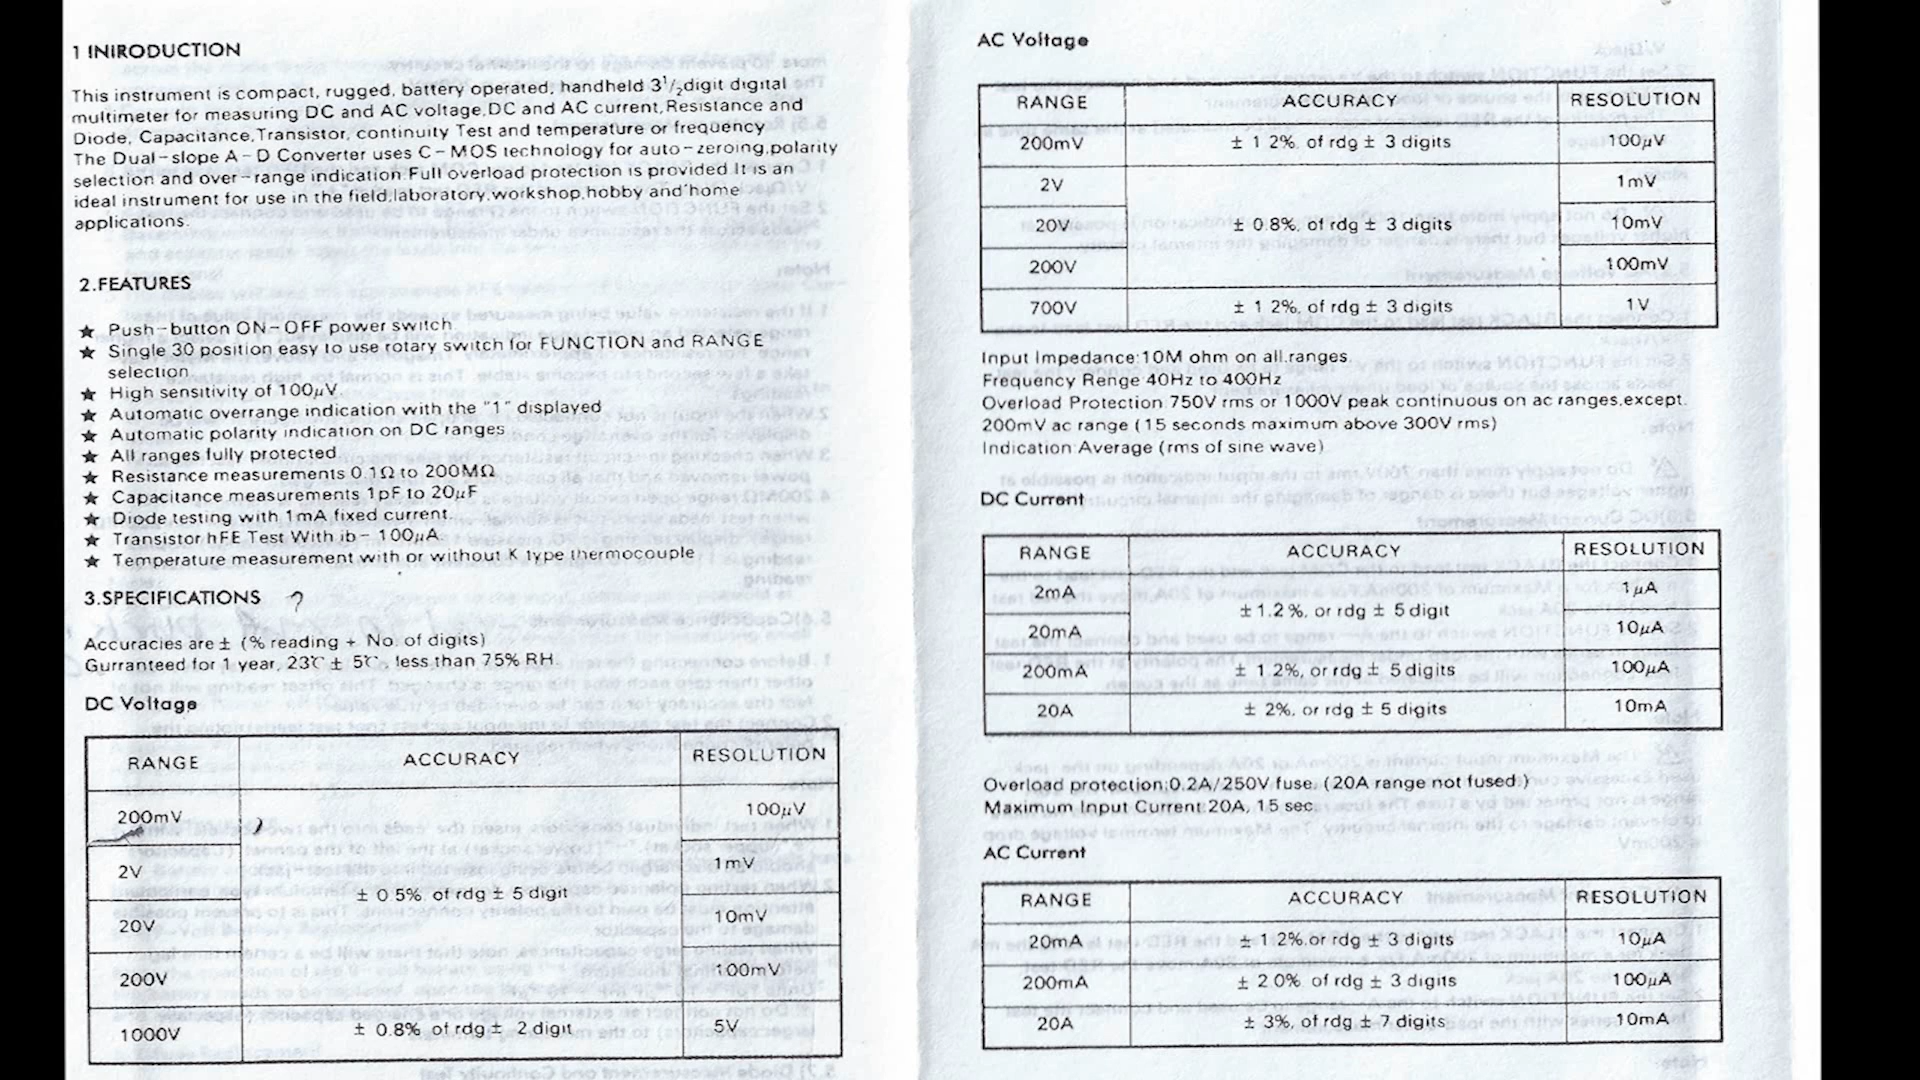 1 INIRODUCTION
This instrument is compact, rugged, battery operated, handheld 3 1/2 digit digital
multimeter for measuring DC and AC voltage,DC and AC current,Resistance and
Diode, Capacitance,Transistor, continuity Test and temperature or frequency
The Dual-slope A-D Converter uses C-MOS technology for auto-zeroing,polarity
selection and over-range indication.Full overload protection is provided It is an
ideal instrument for use in the field,laboratory,workshop,hobby and home
applications.
2.FEATURES
★ Push-button ON-OFF power switch
★ Single 30 position easy to use rotary switch for FUNCTION and RANGE
selection
★ High sensitivity of 100μV
★ Automatic overrange indication with the "1" displayed
★ Automatic polarity indication on DC ranges
★ All ranges fully protected
★ Resistance measurements 0.1Ω to 200MΩ
★ Capacitance measurements 1pF to 20μF
★ Diode testing with 1mA fixed current
★ Transistor hFE Test With ib- 100μA
★ Temperature measurement with or without K type thermocouple
3.SPECIFICATIONS ?
Accuracies are ± (% reading + No. of digits)
Gurranteed for 1 year, 23℃ ± 5℃, less than 75% RH
DC Voltage
RANGE ACCURACY RESOLUTION
200mV 100μV
2V 1mV
± 0.5% of rdg ± 5 digit
20V 10mV
200V 100mV
1000V ± 0.8% of rdg ± 2 digit 5V
AC Voltage
RANGE ACCURACY RESOLUTION
200mV ± 1 2%, of rdg ± 3 digits 100μV
2V 1mV
20V ± 0.8%, of rdg ± 3 digits 10mV
200V 100mV
700V ± 1 2%, of rdg ± 3 digits 1V
Input Impedance:10M ohm on all,ranges
Frequency Renge 40Hz to 400Hz
Overload Protection:750V rms or 1000V peak continuous on ac ranges,except.
200mV ac range (15 seconds maximum above 300V rms)
Indication:Average (rms of sine wave)
DC Current
RANGE ACCURACY RESOLUTION
2mA 1μA
±1.2%, or rdg ± 5 digit
20mA 10μA
200mA ± 1.2%, or rdg ± 5 digits 100μA
20A ± 2%, or rdg ± 5 digits 10mA
Overload protection:0.2A/250V fuse, (20A range not fused.)
Maximum Input Current:20A, 15 sec
AC Current
RANGE ACCURACY RESOLUTION
20mA ± 1 2%,or rdg ± 3 digits 10μA
200mA ± 2 0% of rdg ± 3 digits 100μA
20A ± 3%, of rdg ± 7 digits 10mA